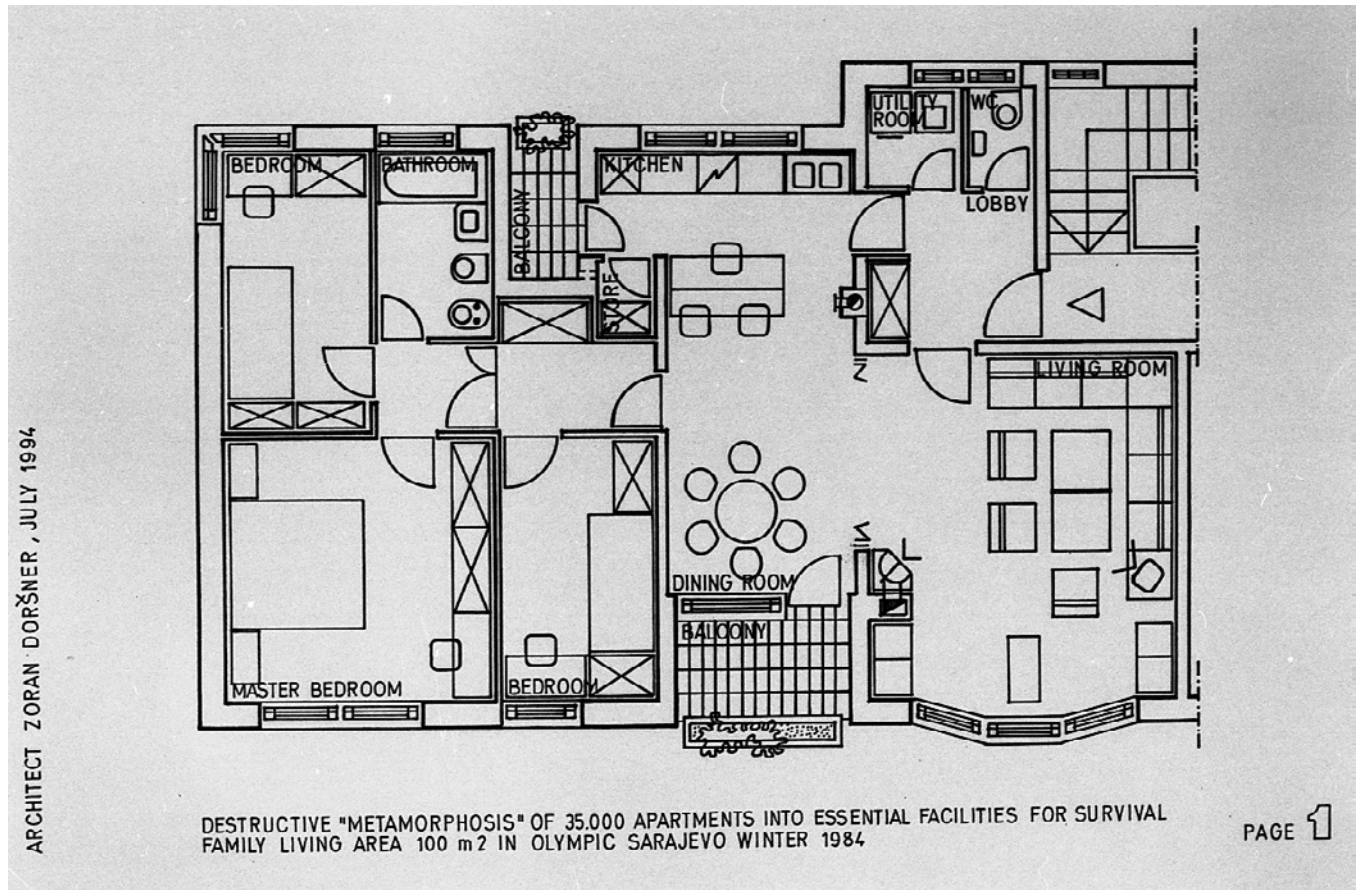 UTILITY
ROOM
WC
BEDROOM
BATHROOM
KITCHEN
BALCONY
LOBBY
STORE
LIVING ROOM
DINING ROOM
BALCONY
MASTER BEDROOM
BEDROOM
ARCHITECT ZORAN DORŠNER, JULY 1994
DESTRUCTIVE "METAMORPHOSIS" OF 35.000 APARTMENTS INTO ESSENTIAL FACILITIES FOR SURVIVAL
FAMILY LIVING AREA 100 m2 IN OLYMPIC SARAJEVO WINTER 1984
PAGE 1